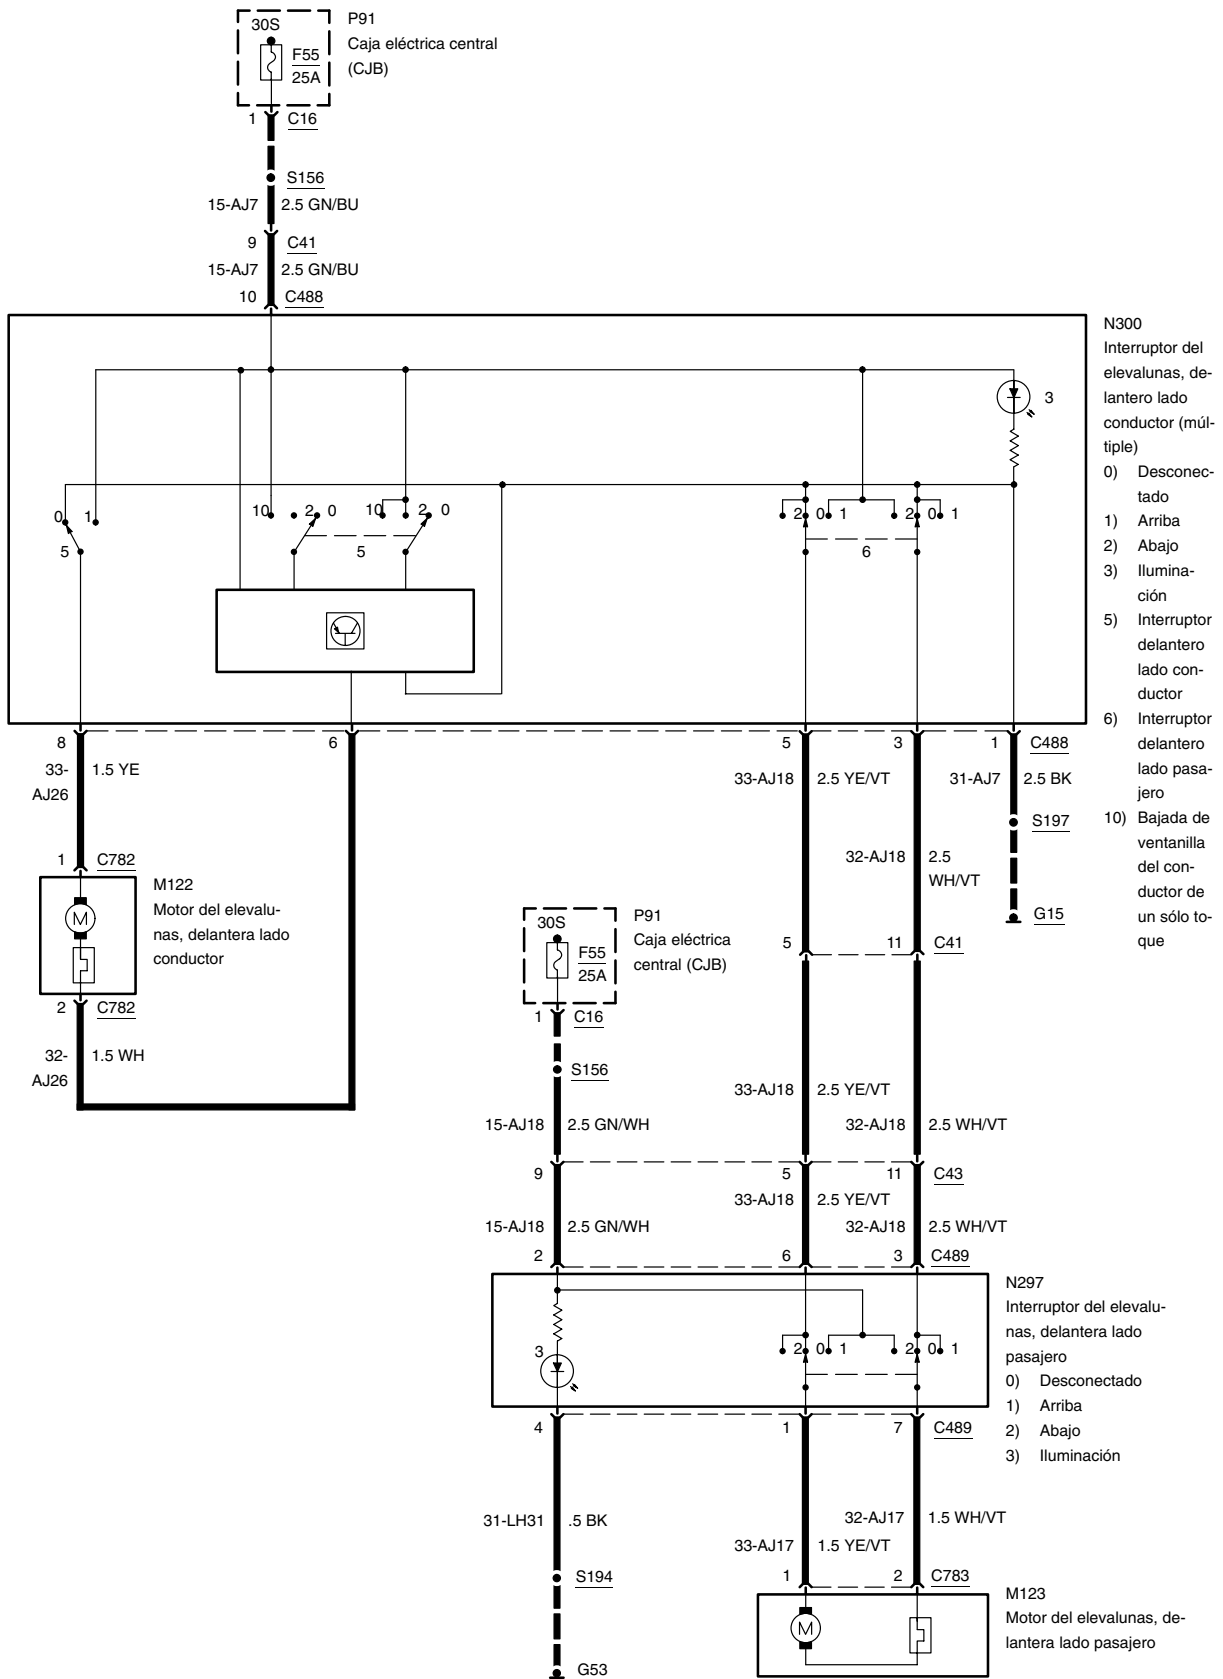 30S
F55
25A
P91
Caja eléctrica central
(CJB)
1 C16
S156
15-AJ7 2.5 GN/BU
9 C41
15-AJ7 2.5 GN/BU
10 C488
3
0 1
5
10 2 0
10 2 0
5
2 0 1
2 0 1
6
N300
Interruptor del
elevalunas, de-
lantero lado
conductor (múl-
tiple)
0) Desconec-
tado
1) Arriba
2) Abajo
3) Ilumina-
ción
5) Interruptor
delantero
lado con-
ductor
6) Interruptor
delantero
lado pasa-
jero
10) Bajada de
ventanilla
del con-
ductor de
un sólo to-
que
8 6 5 3 1 C488
33-
AJ26
1.5 YE
33-AJ18 2.5 YE/VT
31-AJ7 2.5 BK
S197
32-AJ18 2.5
WH/VT
G15
1 C782
M
M122
Motor del elevalu-
nas, delantera lado
conductor
2 C782
32-
AJ26
1.5 WH
30S
F55
25A
P91
Caja eléctrica
central (CJB)
5 11 C41
1 C16
S156
33-AJ18 2.5 YE/VT
15-AJ18 2.5 GN/WH
32-AJ18 2.5 WH/VT
9 5 11 C43
33-AJ18 2.5 YE/VT
15-AJ18 2.5 GN/WH
32-AJ18 2.5 WH/VT
2 6 3 C489
3
2 0 1
2 0 1
N297
Interruptor del elevalu-
nas, delantera lado
pasajero
0) Desconectado
1) Arriba
2) Abajo
3) Iluminación
4 1 7 C489
31-LH31 .5 BK
32-AJ17 1.5 WH/VT
33-AJ17 1.5 YE/VT
S194
1 2 C783
M
M123
Motor del elevalunas, de-
lantera lado pasajero
G53